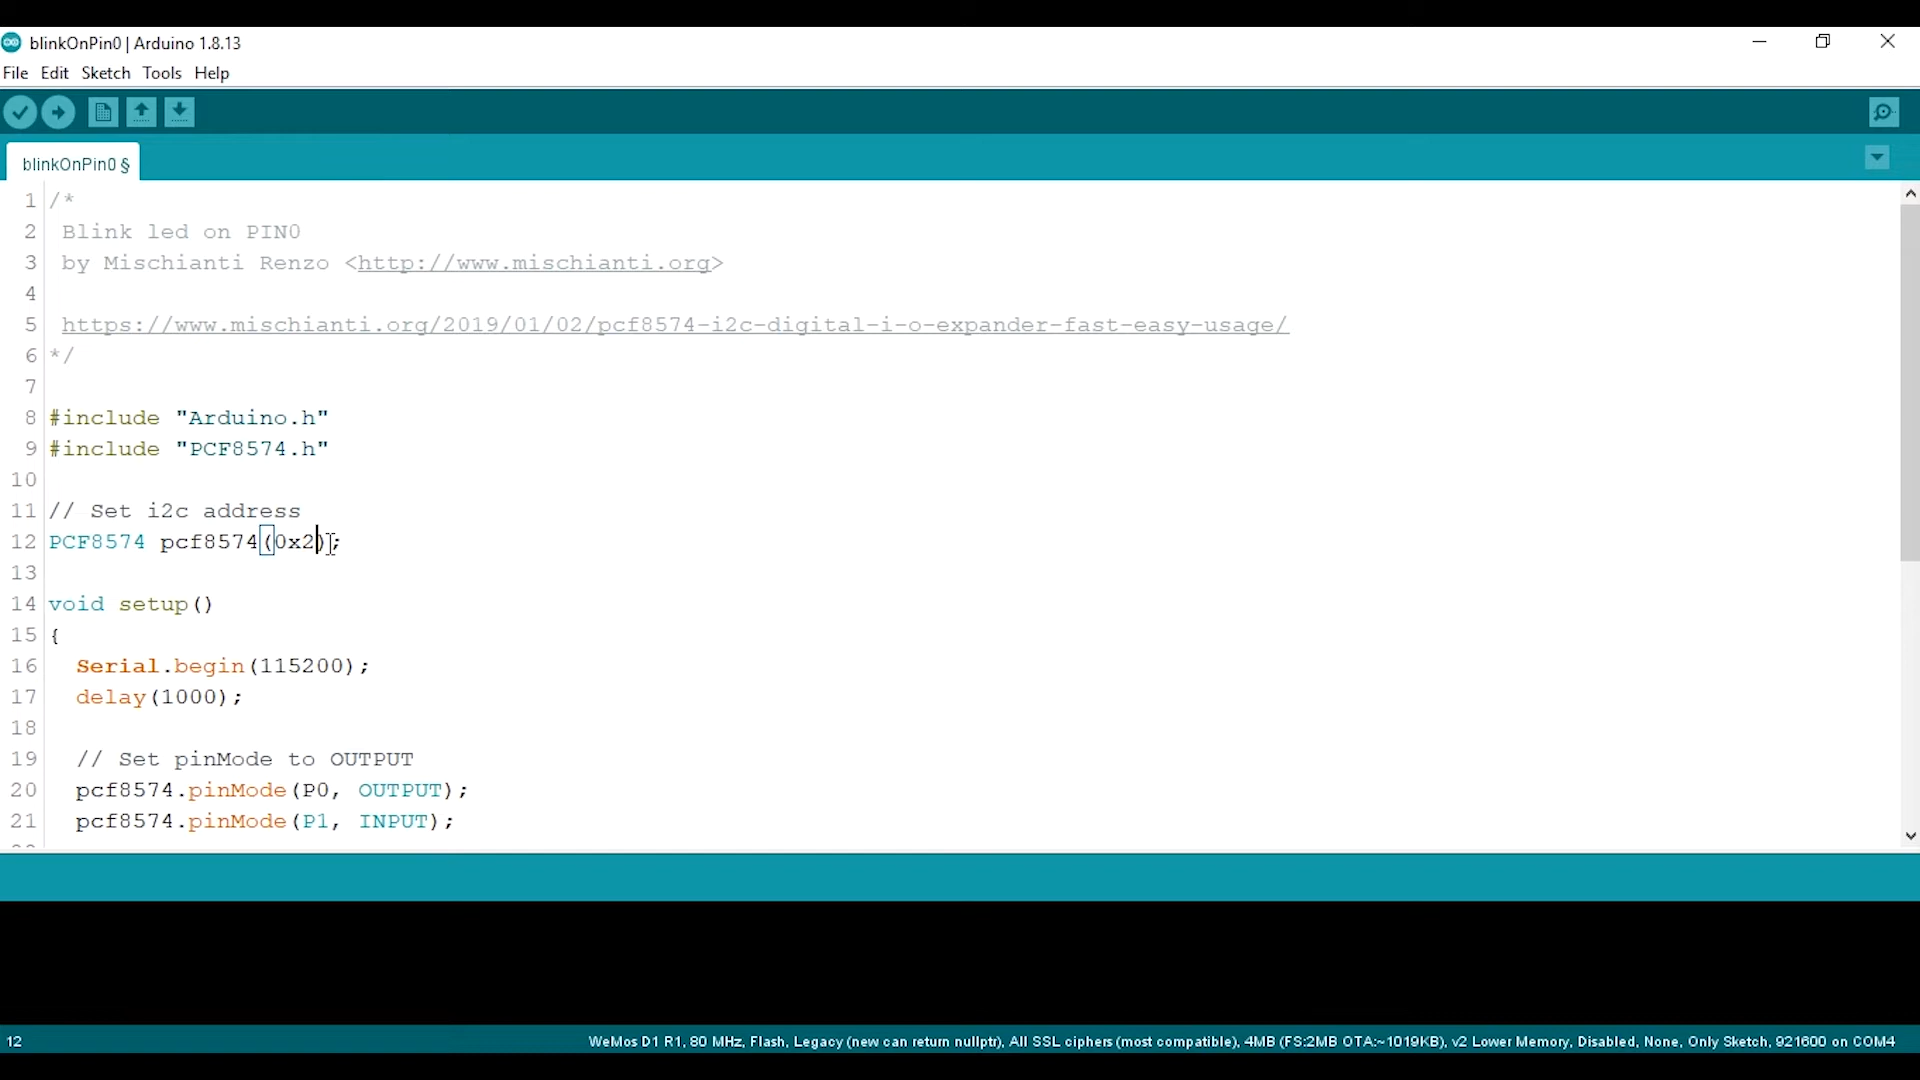 blinkOnPin0 | Arduino 1.8.13
File Edit Sketch Tools Help
blinkOnPin0 §
1 /*
2 Blink led on PIN0
3 by Mischianti Renzo <http://www.mischianti.org>
4
5 https://www.mischianti.org/2019/01/02/pcf8574-i2c-digital-i-o-expander-fast-easy-usage/
6 */
7
8 #include "Arduino.h"
9 #include "PCF8574.h"
10
11 // Set i2c address
12 PCF8574 pcf8574(0x2);
13
14 void setup()
15 {
16 Serial.begin(115200);
17 delay(1000);
18
19 // Set pinMode to OUTPUT
20 pcf8574.pinMode(P0, OUTPUT);
21 pcf8574.pinMode(P1, INPUT);
12 WeMos D1 R1, 80 MHz, Flash, Legacy (new can return nullptr), All SSL ciphers (most compatible), 4MB (FS:2MB OTA:~1019KB), v2 Lower Memory, Disabled, None, Only Sketch, 921600 on COM4